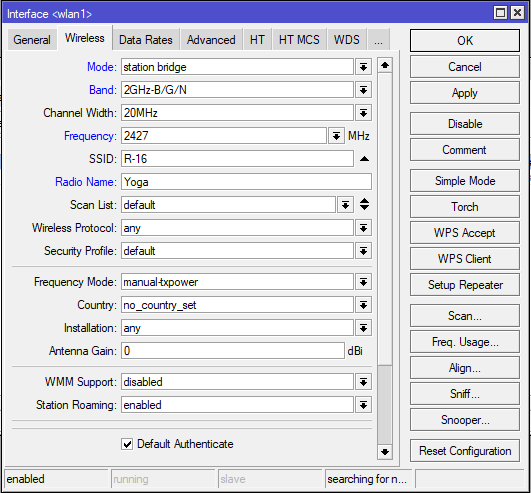 Interface <wlan1>
General Wireless Data Rates Advanced HT HT MCS WDS ...
Mode: station bridge
Band: 2GHz-B/G/N
Channel Width: 20MHz
Frequency: 2427 MHz
SSID: R-16
Radio Name: Yoga
Scan List: default
Wireless Protocol: any
Security Profile: default
Frequency Mode: manual-txpower
Country: no_country_set
Installation: any
Antenna Gain: 0 dBi
WMM Support: disabled
Station Roaming: enabled
Default Authenticate
OK
Cancel
Apply
Disable
Comment
Simple Mode
Torch
WPS Accept
WPS Client
Setup Repeater
Scan...
Freq. Usage...
Align...
Sniff...
Snooper...
Reset Configuration
enabled running slave searching for n...